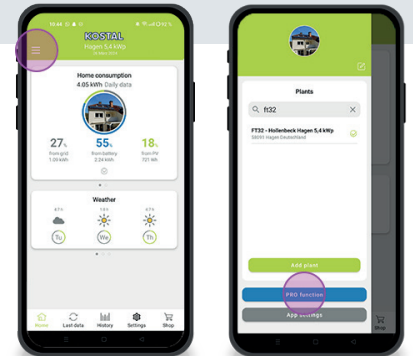 KOSTAL
Hagen 5,4 kWp
Home consumption
4.05 kWh Daily data
27%
55%
18%
from grid
from battery
from PV
1.09 kWh
2.24 kWh
721 Wh
Weather
Tu
We
Th
Home
Last data
History
Settings
Shop
Plants
ft32
FT32 - Hollenbeck Hagen 5,4 kWp
58091 Hagen Deutschland
Add plant
PRO function
App settings
Shop